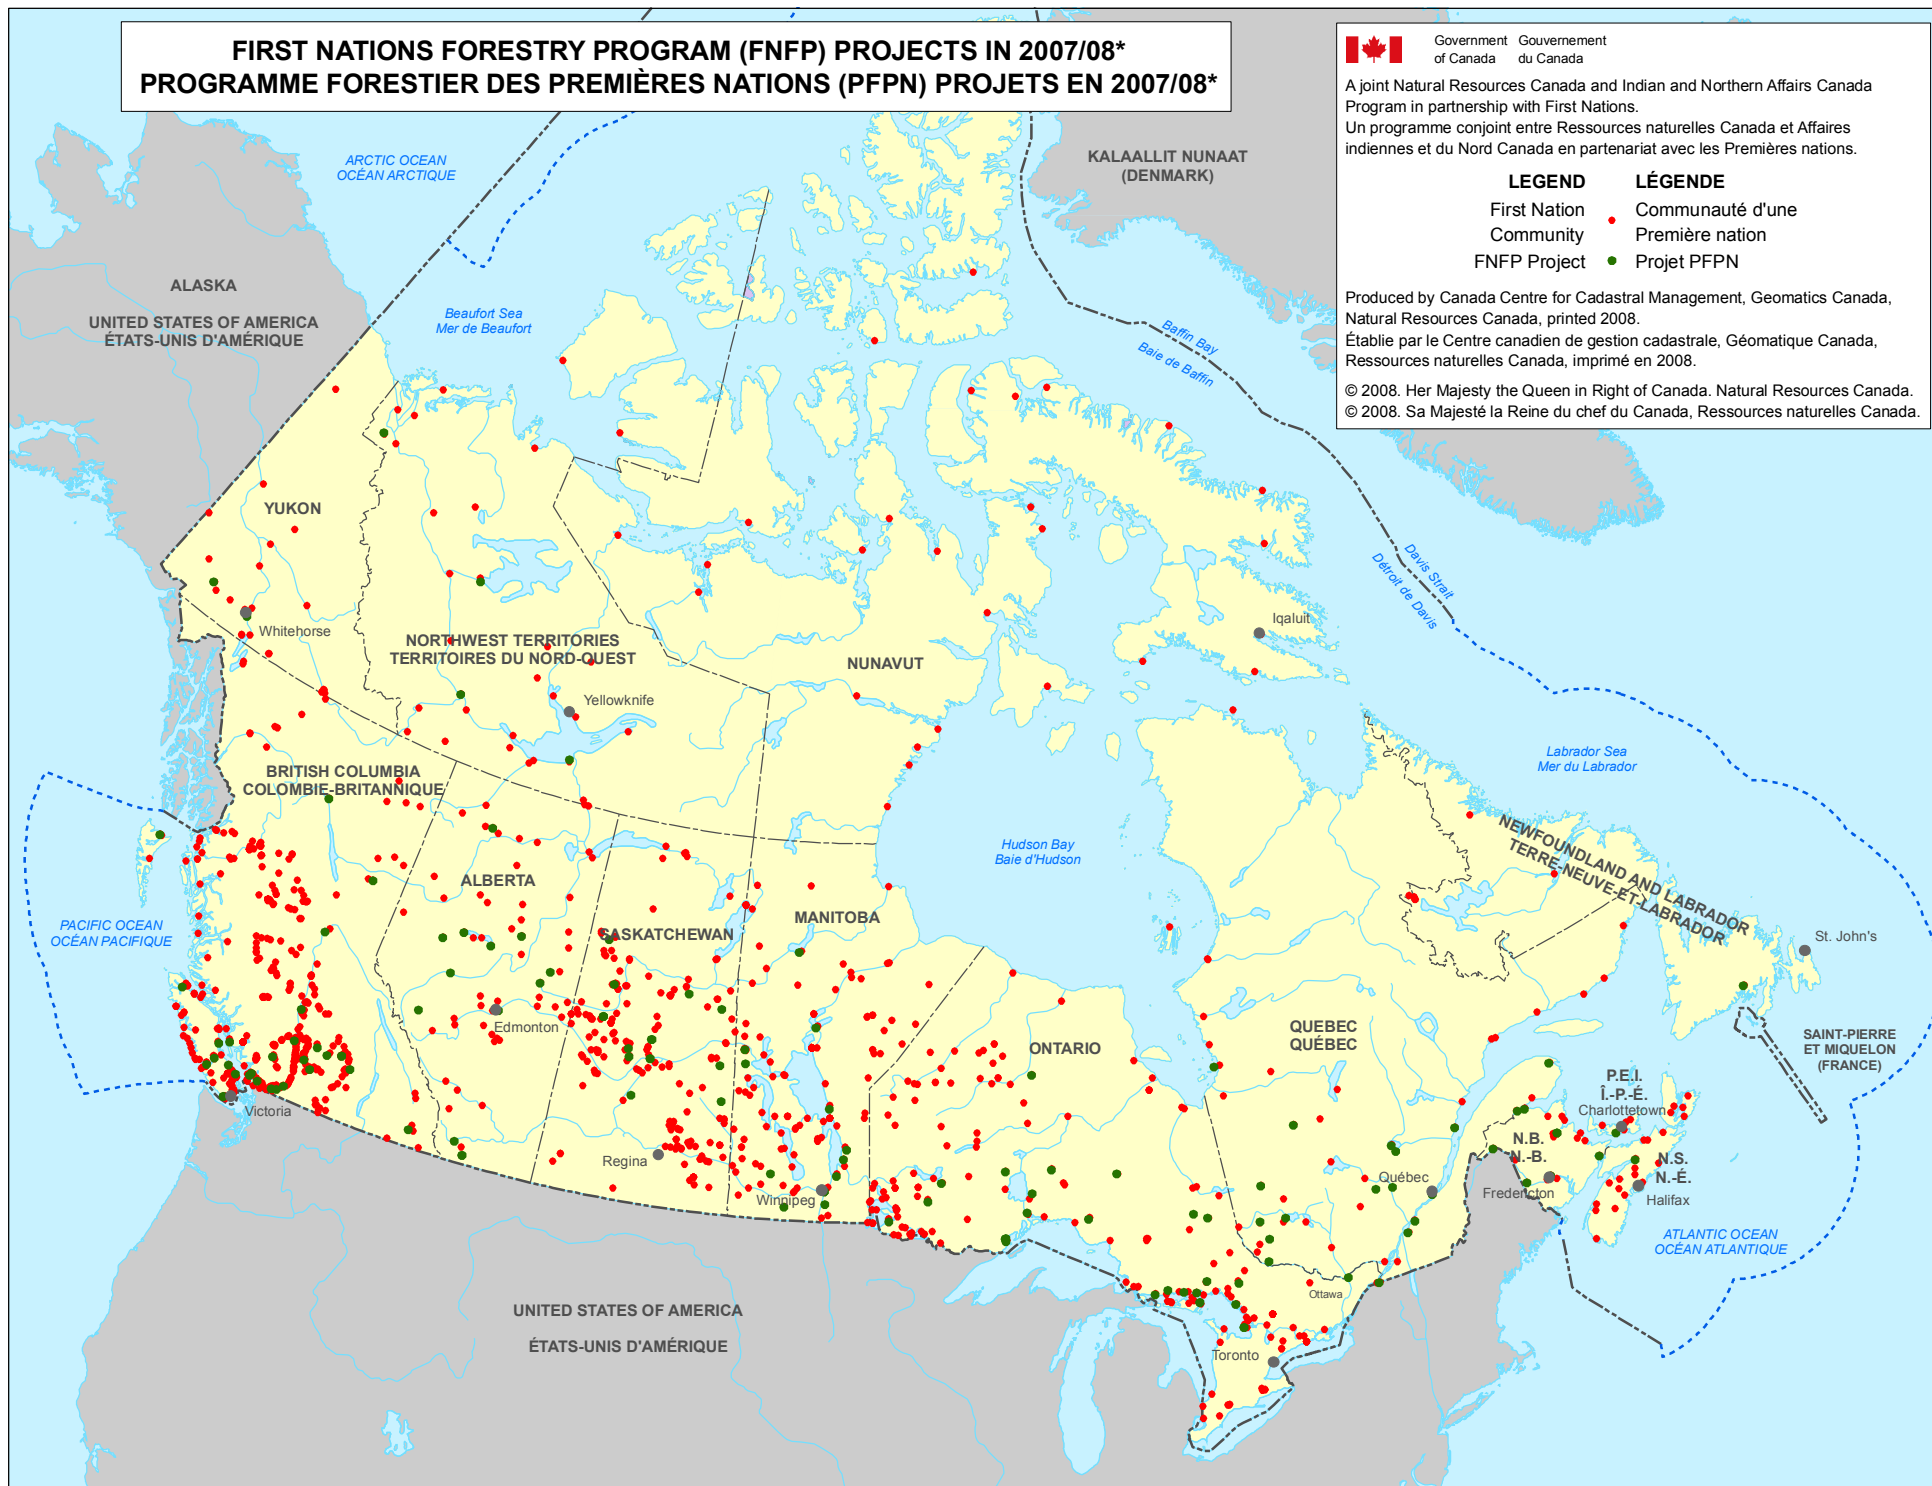 FIRST NATIONS FORESTRY PROGRAM (FNFP) PROJECTS IN 2007/08*
PROGRAMME FORESTIER DES PREMIÈRES NATIONS (PFPN) PROJETS EN 2007/08*
Government of Canada
Gouvernement du Canada
A joint Natural Resources Canada and Indian and Northern Affairs Canada
Program in partnership with First Nations.
Un programme conjoint entre Ressources naturelles Canada et Affaires
indiennes et du Nord Canada en partenariat avec les Premières nations.
LEGEND LÉGENDE
First Nation Community
Communauté d'une Première nation
FNFP Project Projet PFPN
Produced by Canada Centre for Cadastral Management, Geomatics Canada,
Natural Resources Canada, printed 2008.
Établie par le Centre canadien de gestion cadastrale, Géomatique Canada,
Ressources naturelles Canada, imprimé en 2008.
© 2008. Her Majesty the Queen in Right of Canada. Natural Resources Canada.
© 2008. Sa Majesté la Reine du chef du Canada, Ressources naturelles Canada.
ARCTIC OCEAN
OCÉAN ARCTIQUE
KALAALLIT NUNAAT
(DENMARK)
ALASKA
UNITED STATES OF AMERICA
ÉTATS-UNIS D'AMÉRIQUE
Beaufort Sea
Mer de Beaufort
Baffin Bay
Baie de Baffin
YUKON
Davis Strait
Détroit de Davis
Whitehorse
NORTHWEST TERRITORIES
TERRITOIRES DU NORD-OUEST
NUNAVUT
Iqaluit
Yellowknife
BRITISH COLUMBIA
COLOMBIE-BRITANNIQUE
Labrador Sea
Mer du Labrador
NEWFOUNDLAND AND LABRADOR
TERRE-NEUVE-ET-LABRADOR
Hudson Bay
Baie d'Hudson
ALBERTA
SASKATCHEWAN
MANITOBA
PACIFIC OCEAN
OCÉAN PACIFIQUE
St. John's
Edmonton
ONTARIO
QUEBEC
QUÉBEC
SAINT-PIERRE
ET MIQUELON
(FRANCE)
P.E.I.
Î.-P.-É.
Charlottetown
Victoria
N.B.
N.-B.
N.S.
N.-É.
Regina
Winnipeg
Québec
Fredericton
Halifax
ATLANTIC OCEAN
OCÉAN ATLANTIQUE
Ottawa
Toronto
UNITED STATES OF AMERICA
ÉTATS-UNIS D'AMÉRIQUE